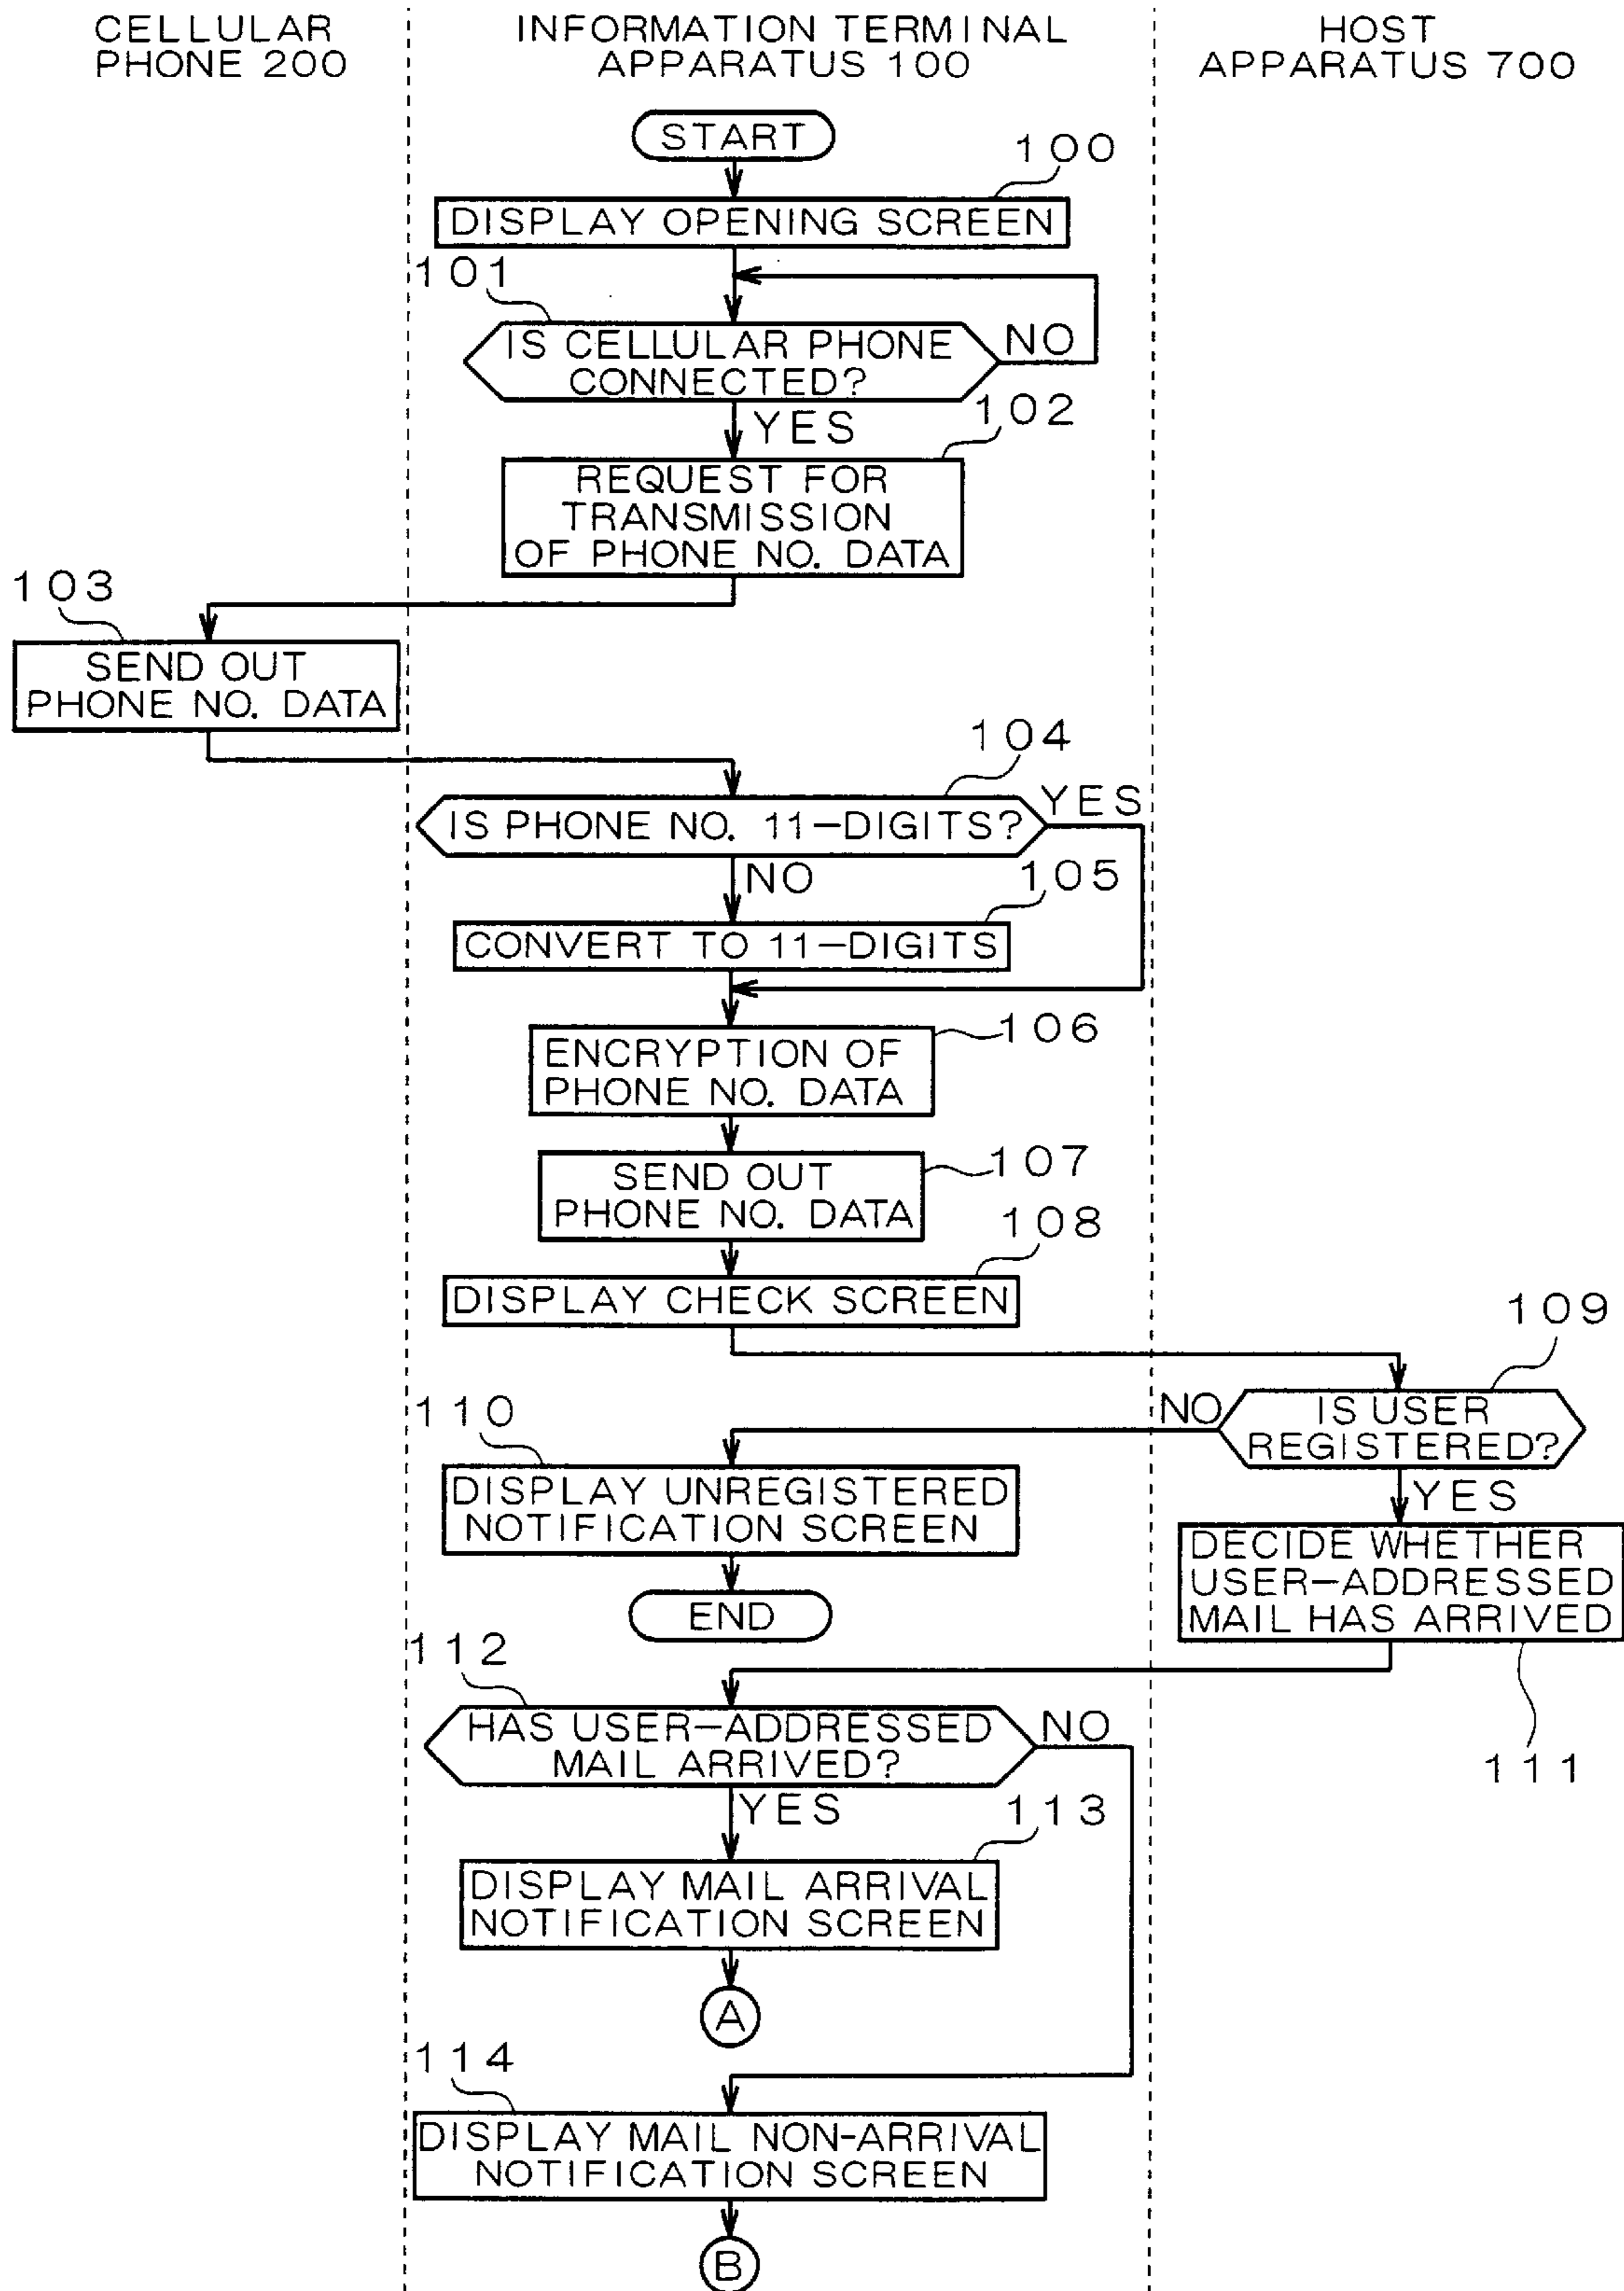 CELLULAR
PHONE 200
INFORMATION TERMINAL
APPARATUS 100
HOST
APPARATUS 700
START
100
DISPLAY OPENING SCREEN
101
IS CELLULAR PHONE
CONNECTED?
NO
YES
102
REQUEST FOR
TRANSMISSION
OF PHONE NO. DATA
103
SEND OUT
PHONE NO. DATA
104
IS PHONE NO. 11-DIGITS?
YES
NO
105
CONVERT TO 11-DIGITS
106
ENCRYPTION OF
PHONE NO. DATA
107
SEND OUT
PHONE NO. DATA
108
DISPLAY CHECK SCREEN
109
IS USER
REGISTERED?
NO
YES
110
DISPLAY UNREGISTERED
NOTIFICATION SCREEN
END
DECIDE WHETHER
USER-ADDRESSED
MAIL HAS ARRIVED
111
112
HAS USER-ADDRESSED
MAIL ARRIVED?
NO
YES
113
DISPLAY MAIL ARRIVAL
NOTIFICATION SCREEN
A
114
DISPLAY MAIL NON-ARRIVAL
NOTIFICATION SCREEN
B